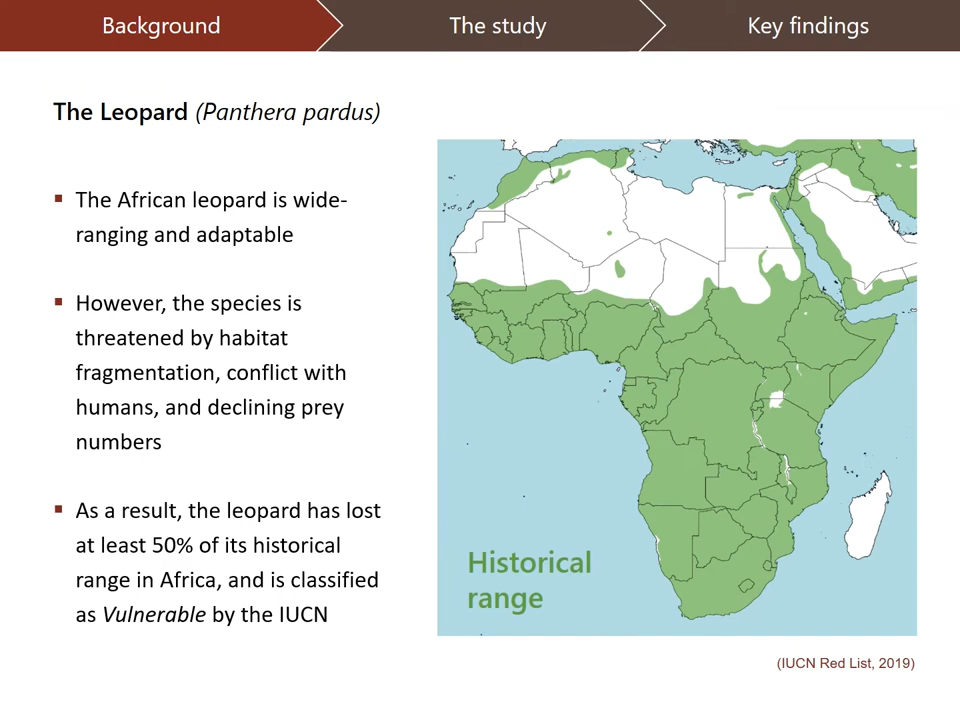 Background
The study
Key findings
The Leopard (Panthera pardus)
▪ The African leopard is wide-
ranging and adaptable
▪ However, the species is
threatened by habitat
fragmentation, conflict with
humans, and declining prey
numbers
▪ As a result, the leopard has lost
at least 50% of its historical
range in Africa, and is classified
as Vulnerable by the IUCN
Historical
range
(IUCN Red List, 2019)